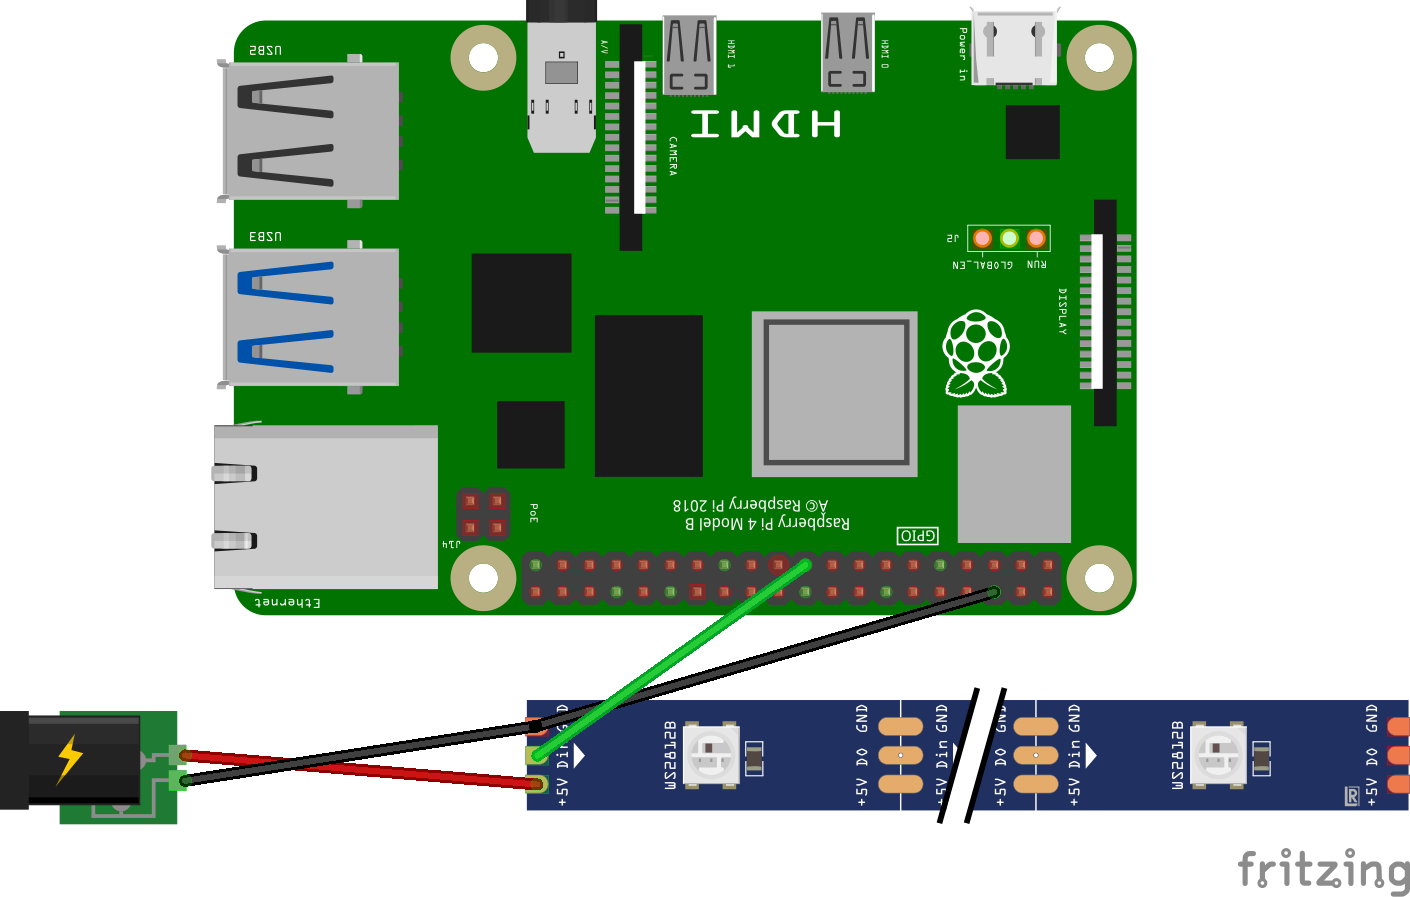 USB2
A/V
HDMI 1
HDMI 0
Power in
HDMI
CAMERA
USB3
J2
GLOBAL_EN
RUN
DISPLAY
Raspberry Pi 4 Model B
© Raspberry Pi 2018
PoE
J14
GPIO
Ethernet
+5V Din GND
WS2812B
+5V DO GND
+5V Din GND
+5V DO GND
+5V Din GND
WS2812B
R
+5V DO GND
fritzing